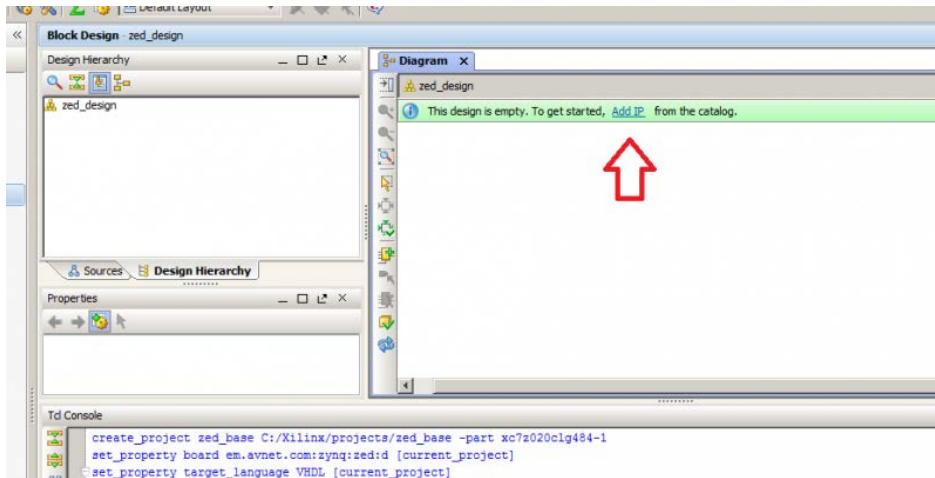 Default Layout
«
Block Design - zed_design
Design Hierarchy
zed_design
Sources
Design Hierarchy
Properties
Diagram
zed_design
This design is empty. To get started, Add IP from the catalog.
Tcl Console
create_project zed_base C:/Xilinx/projects/zed_base -part xc7z020clg484-1
set_property board em.avnet.com:zynq:zed:d [current_project]
set_property target_language VHDL [current_project]